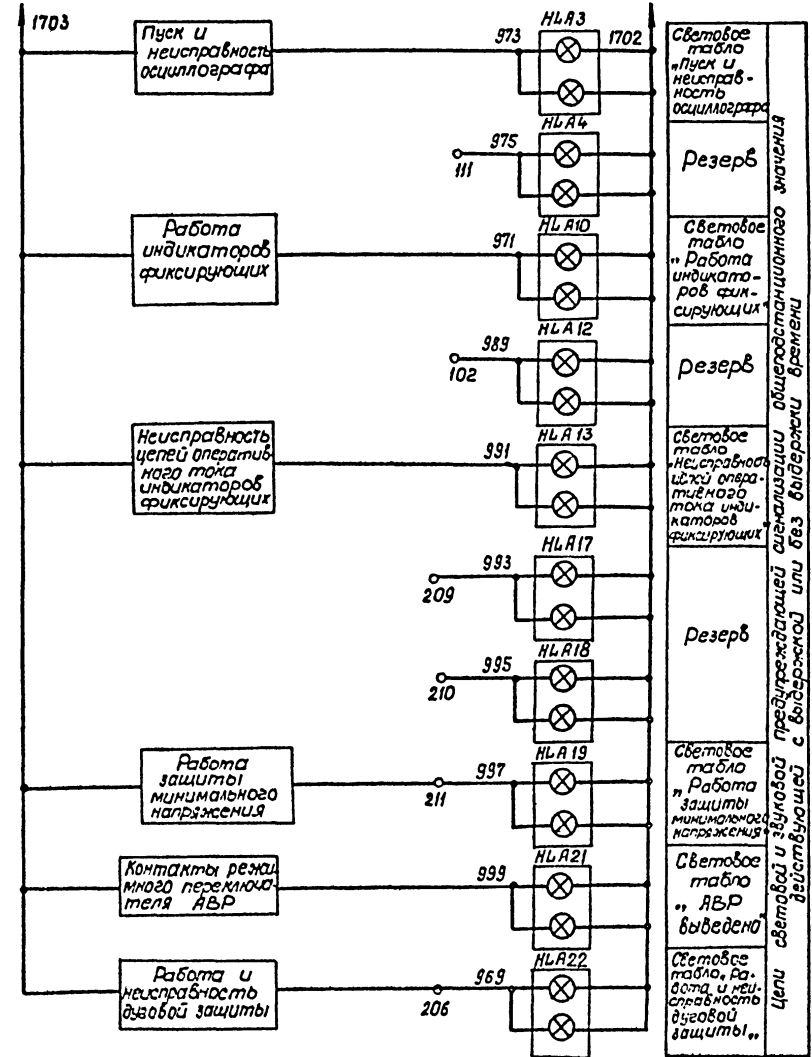 1703
Пуск и
неисправность
осциллографа
973
HLA3
1702
Световое
табло
„Пуск и
неисправ-
ность
осциллографа
HLA4
975
111
Резерв
Работа
индикаторов
фиксирующих
971
HLA10
Световое
табло
„Работа
индикато-
ров фик-
сирующих"
HLA12
989
102
Резерв
Неисправность
цепей оператив
ного тока
индикаторов
фиксирующих
991
HLA13
Световое
табло
„Неисправность
цепей опера-
тивного
тока инди-
каторов
фиксирующих"
HLA17
993
209
HLA18
995
210
Резерв
Работа
защиты
минимального
напряжения
211
997
HLA19
Световое
табло
„Работа
защиты
минимального
напряжения"
Контакты режим
много переключа
теля АВР
999
HLA21
Световое
табло
„АВР
выведено"
Работа и
неисправность
дуговой защиты
206
969
HLA22
Световое
табло„Ра-
бота и неи-
справность
дуговой
защиты„
Цепи световой и звуковой предупреждающей сигнализации общеподстанционного значения
действующей с выдержкой или без выдержки времени